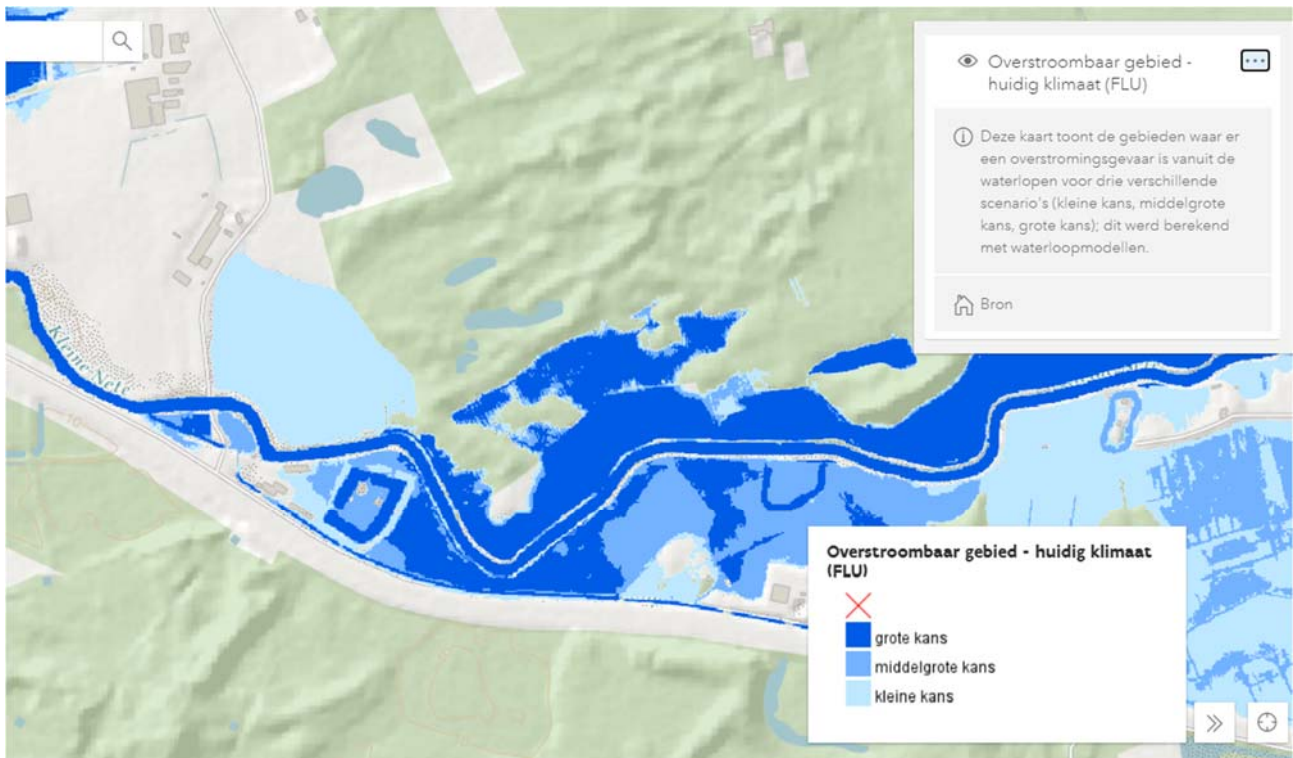 Overstroombaar gebied -
huidig klimaat (FLU)
Deze kaart toont de gebieden waar er
een overstromingsgevaar is vanuit de
waterlopen voor drie verschillende
scenario's (kleine kans, middelgrote
kans, grote kans); dit werd berekend
met waterloopmodellen.
Bron
Kleine Nete
10
Overstroombaar gebied - huidig klimaat
(FLU)
grote kans
middelgrote kans
kleine kans